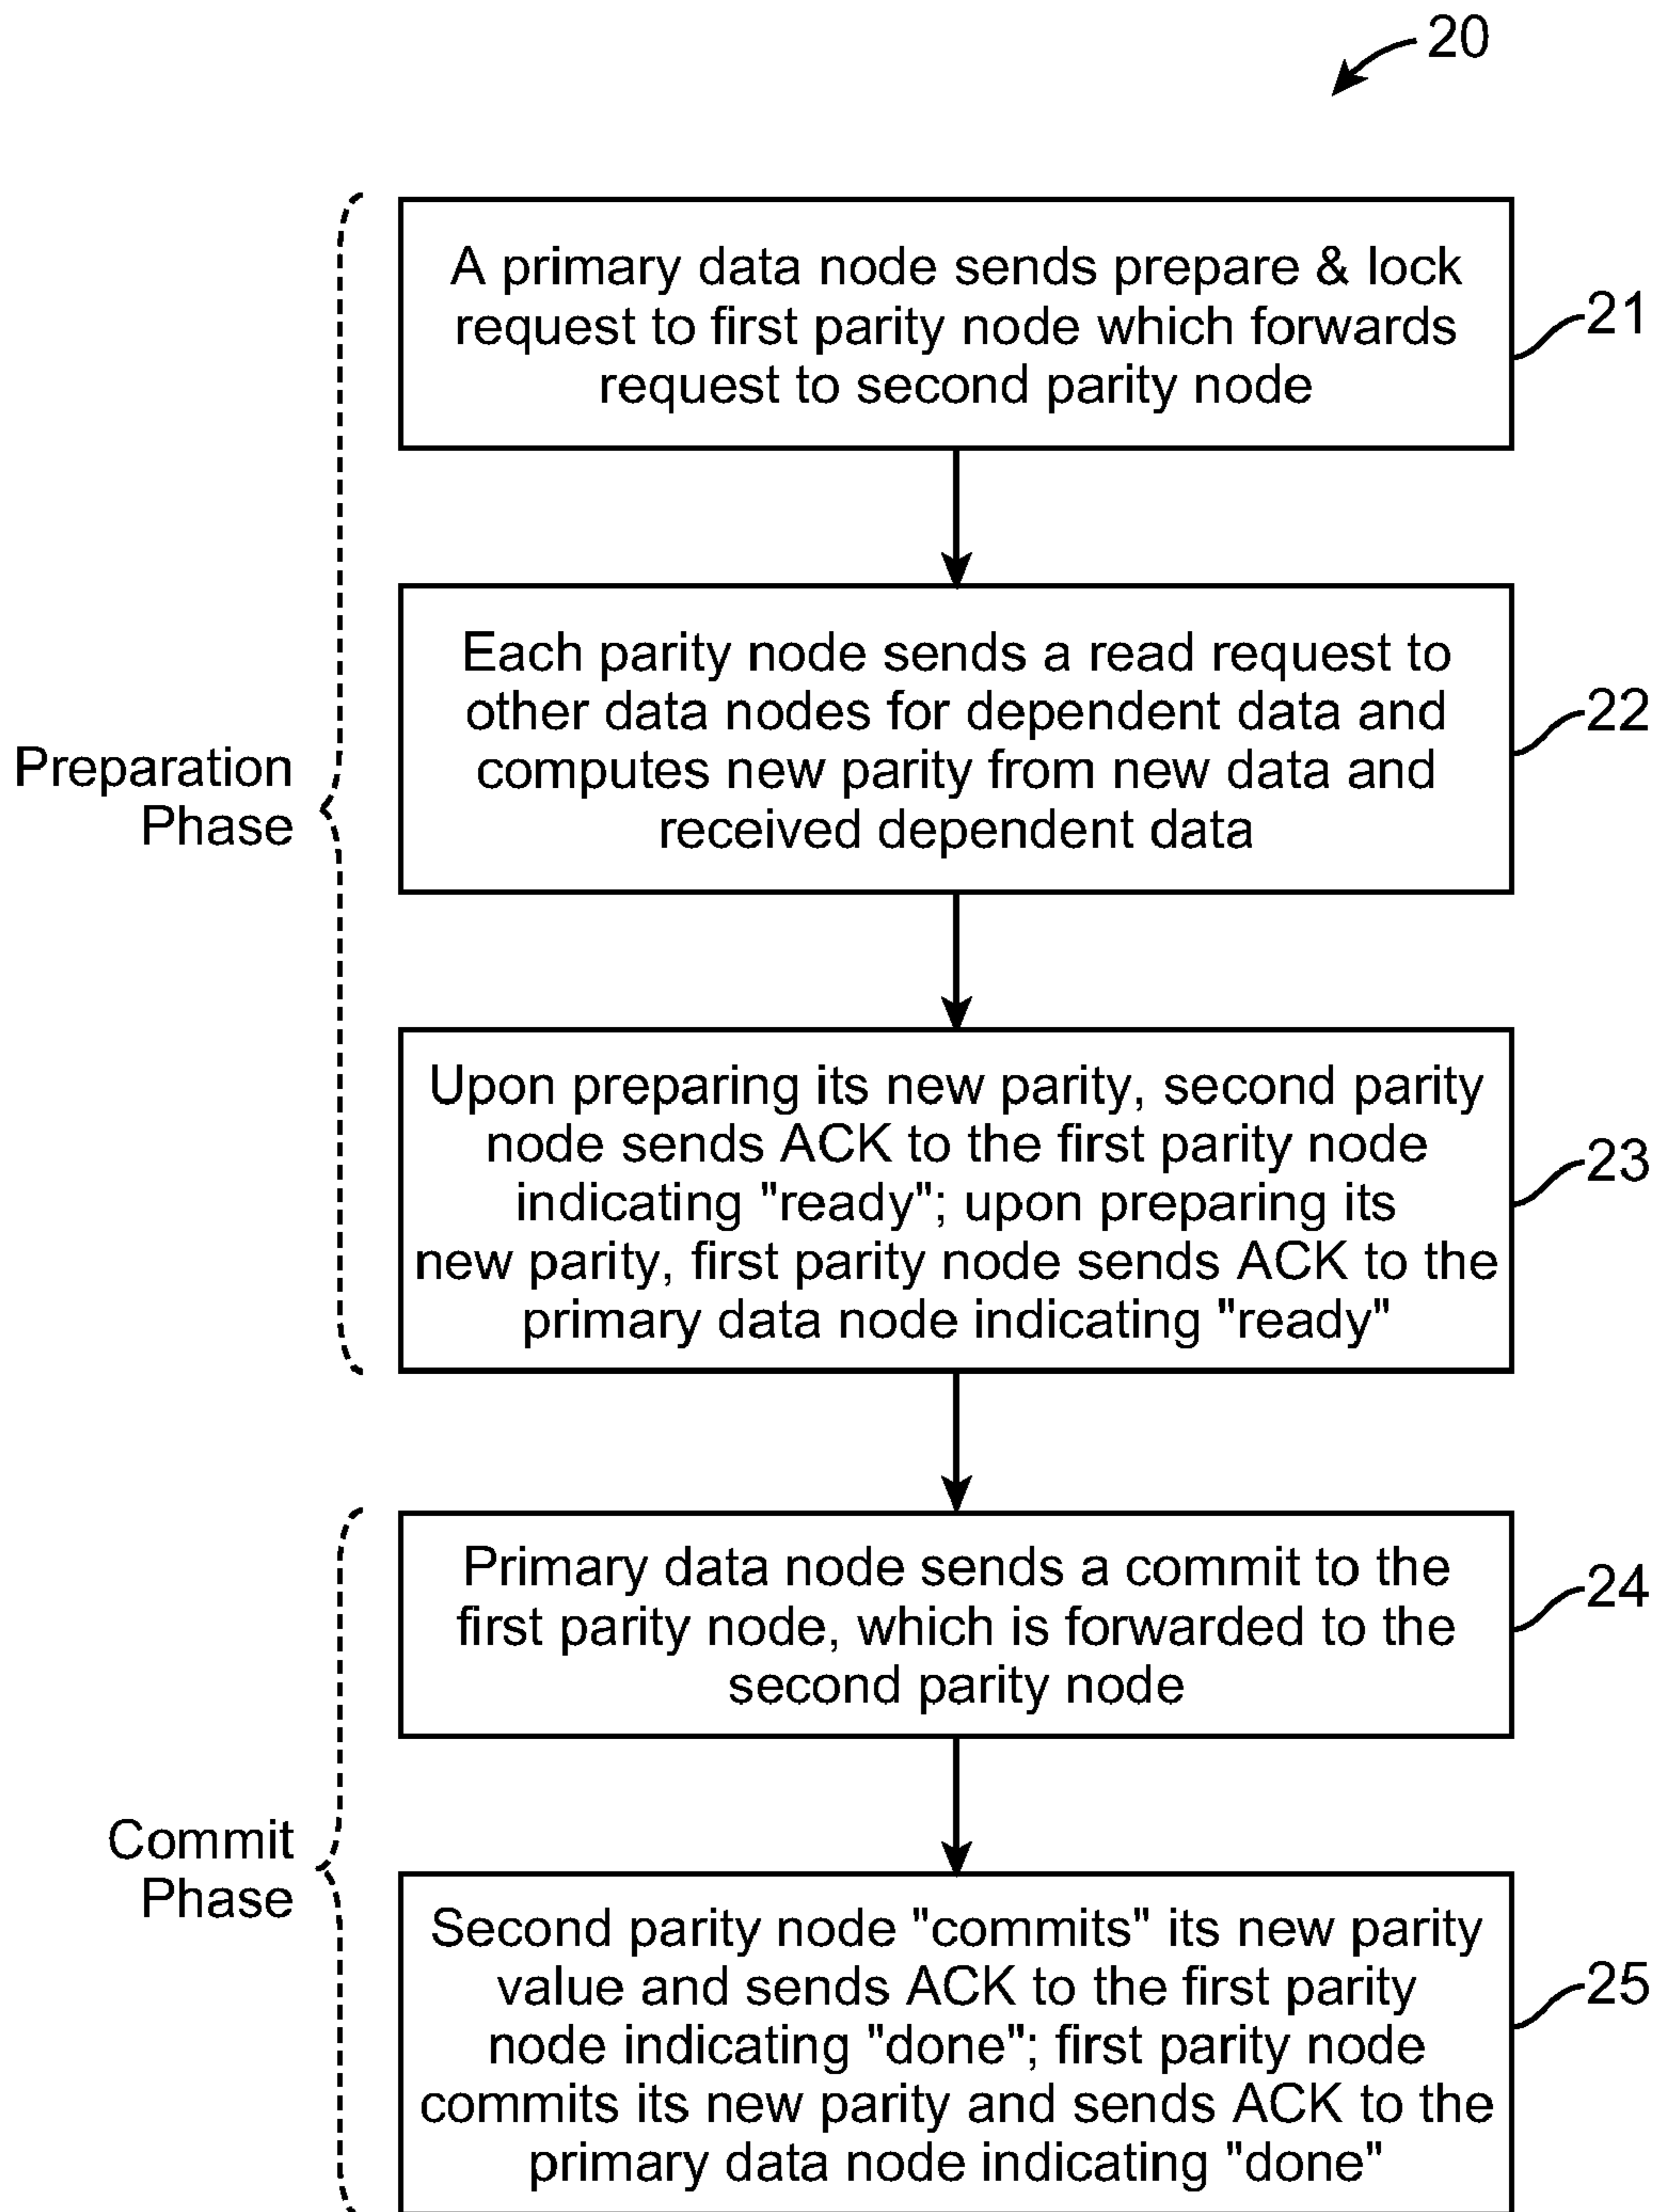 20
A primary data node sends prepare & lock
request to first parity node which forwards
request to second parity node
21
Each parity node sends a read request to
other data nodes for dependent data and
computes new parity from new data and
received dependent data
22
Preparation
Phase
Upon preparing its new parity, second parity
node sends ACK to the first parity node
indicating "ready"; upon preparing its
new parity, first parity node sends ACK to the
primary data node indicating "ready"
23
Primary data node sends a commit to the
first parity node, which is forwarded to the
second parity node
24
Commit
Phase
Second parity node "commits" its new parity
value and sends ACK to the first parity
node indicating "done"; first parity node
commits its new parity and sends ACK to the
primary data node indicating "done"
25